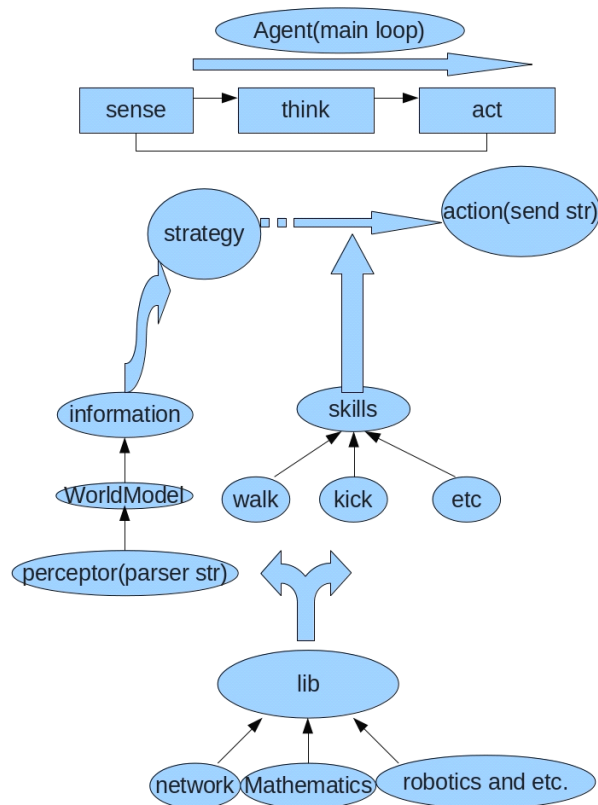 Agent(main loop)
sense
think
act
strategy
action(send str)
information
skills
WorldModel
walk
kick
etc
perceptor(parser str)
lib
network
Mathematics
robotics and etc.